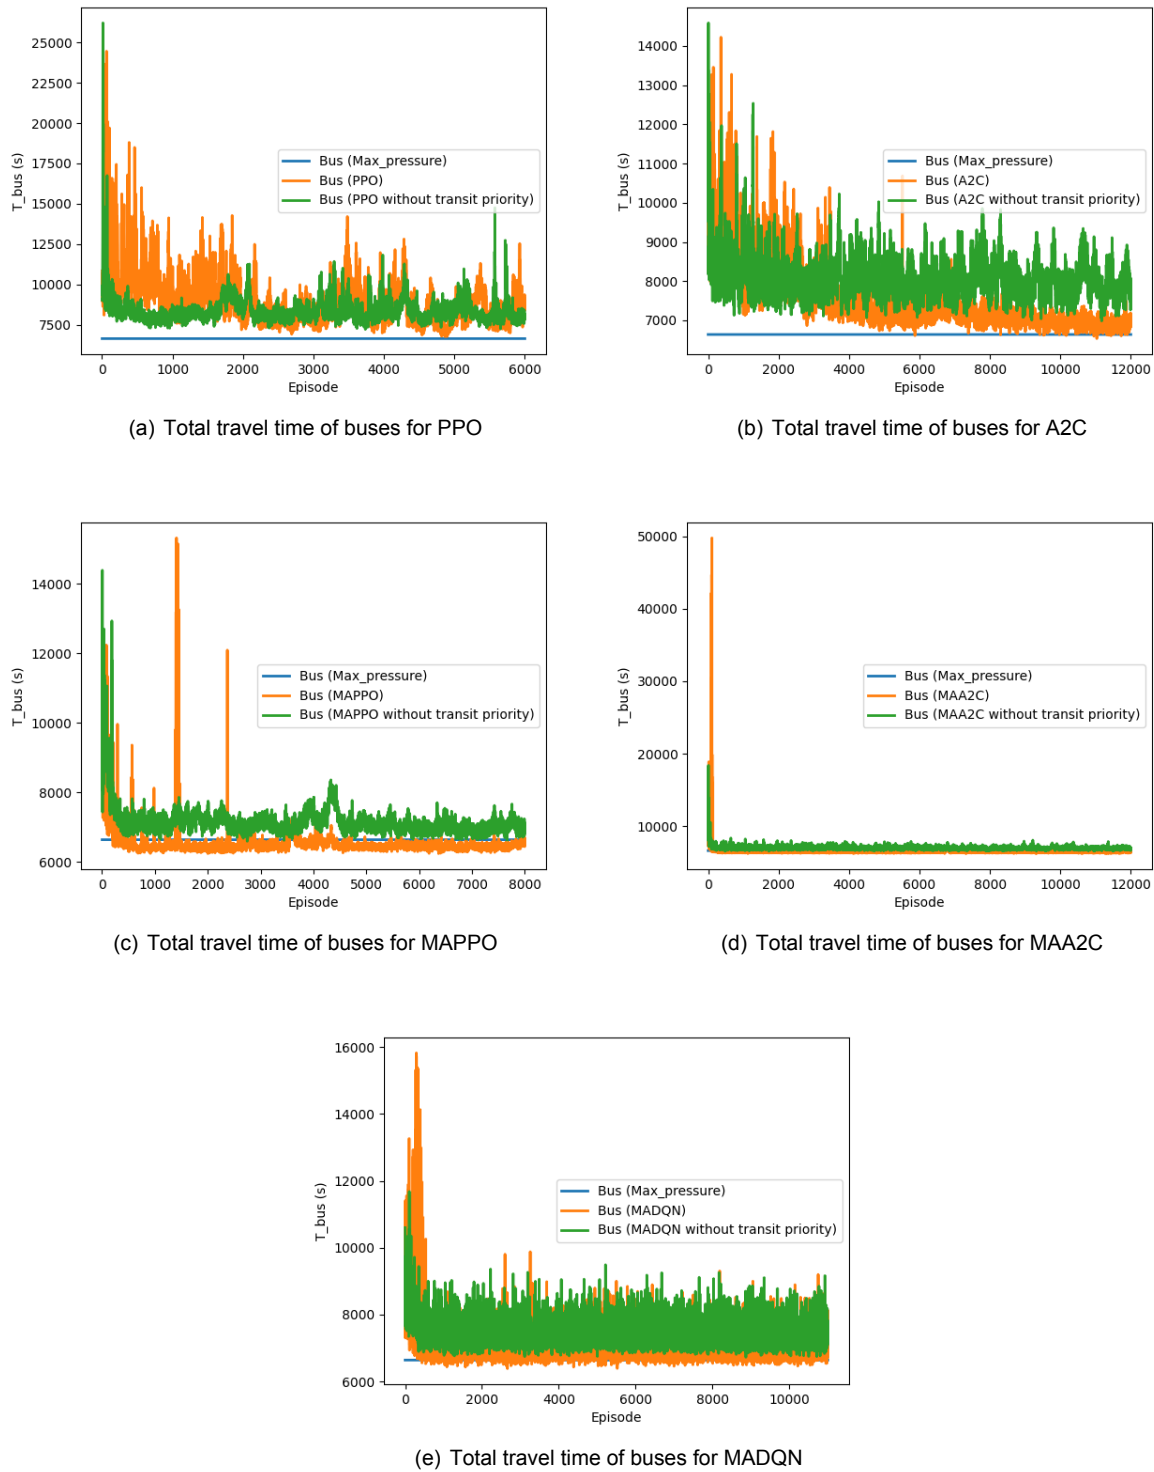 25000
22500
20000
17500
15000
12500
10000
7500
T_bus (s)
Bus (Max_pressure)
Bus (PPO)
Bus (PPO without transit priority)
0 1000 2000 3000 4000 5000 6000
Episode
(a) Total travel time of buses for PPO
14000
13000
12000
11000
10000
9000
8000
7000
T_bus (s)
Bus (Max_pressure)
Bus (A2C)
Bus (A2C without transit priority)
0 2000 4000 6000 8000 10000 12000
Episode
(b) Total travel time of buses for A2C
14000
12000
10000
8000
6000
T_bus (s)
Bus (Max_pressure)
Bus (MAPPO)
Bus (MAPPO without transit priority)
0 1000 2000 3000 4000 5000 6000 7000 8000
Episode
(c) Total travel time of buses for MAPPO
50000
40000
30000
20000
10000
T_bus (s)
Bus (Max_pressure)
Bus (MAA2C)
Bus (MAA2C without transit priority)
0 2000 4000 6000 8000 10000 12000
Episode
(d) Total travel time of buses for MAA2C
16000
14000
12000
10000
8000
6000
T_bus (s)
Bus (Max_pressure)
Bus (MADQN)
Bus (MADQN without transit priority)
0 2000 4000 6000 8000 10000
Episode
(e) Total travel time of buses for MADQN